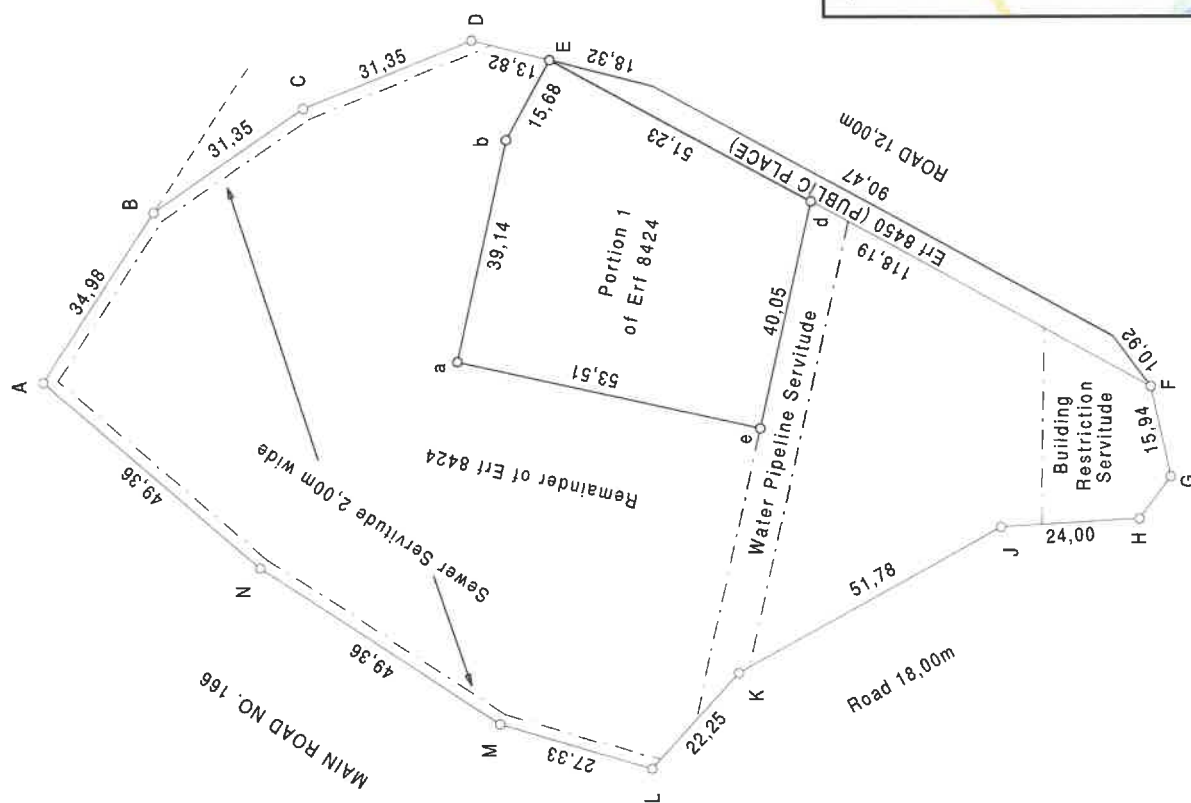 A
34,98
B
31,35
C
31,35
D
13,82
E
18,32
15,68
b
39,14
a
51,23
53,51
Portion 1
of Erf 8424
ROAD 12,00m
90,47
Erf 8450 (PUBLIC PLACE)
118,19
d
40,05
e
Water Pipeline Servitude
49,36
N
Sewer Servitude 2,00m wide
Remainder of Erf 8424
49,36
MAIN ROAD NO. 166
M
27.33
L
22,25
K
51,78
Road 18,00m
J
24,00
H
G
15,94
F
10,92
Building
Restriction
Servitude